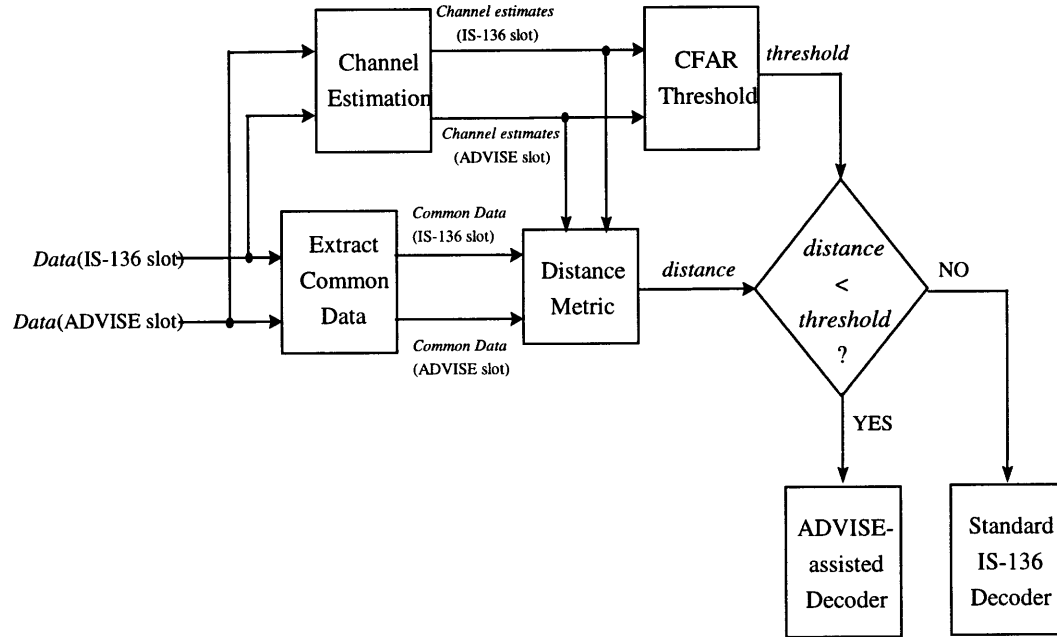 Channel estimates
(IS-136 slot)
Channel
Estimation
CFAR
Threshold
threshold
Channel estimates
(ADVISE slot)
Common Data
(IS-136 slot)
Data(IS-136 slot)
Extract
Common
Data
Distance
Metric
distance
distance
<
threshold
?
NO
Data(ADVISE slot)
Common Data
(ADVISE slot)
YES
ADVISE-
assisted
Decoder
Standard
IS-136
Decoder